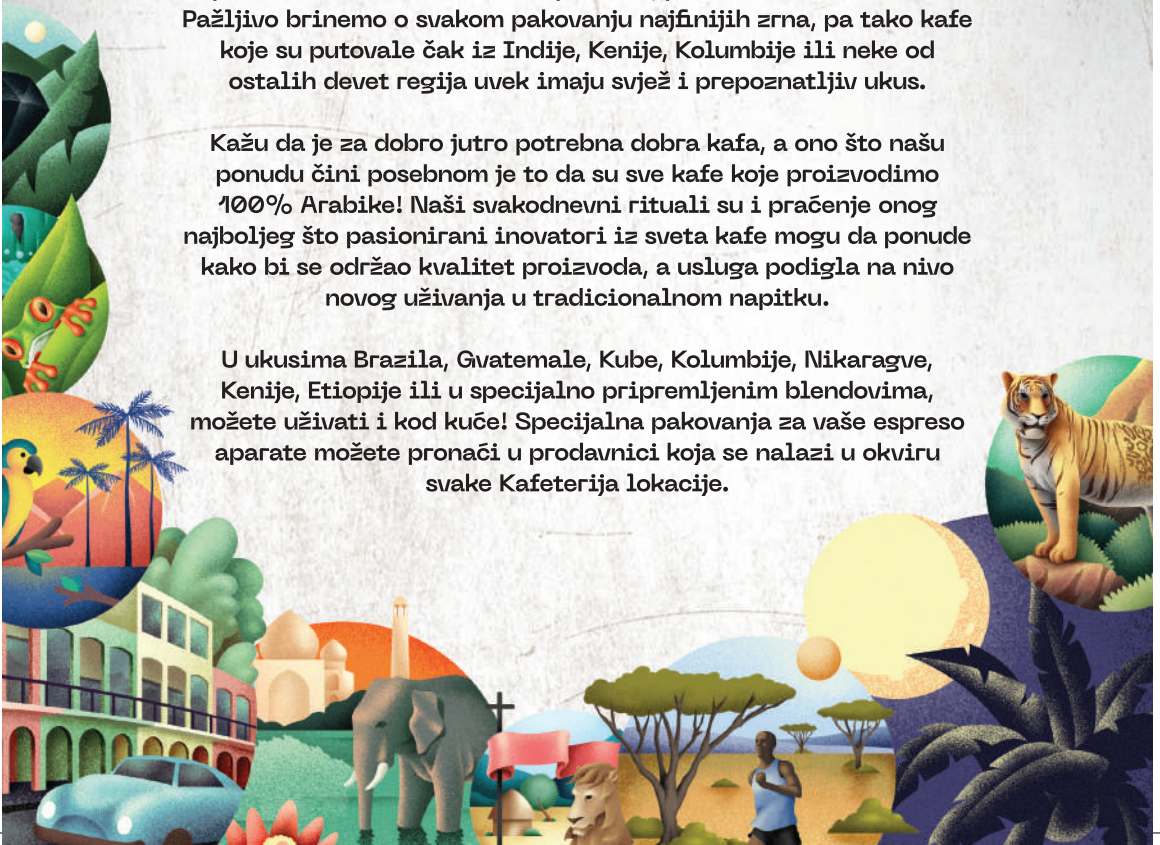 Pažljivo brinemo o svakom pakovanju najfinijih zrna, pa tako kafe
koje su putovale čak iz Indije, Kenije, Kolumbije ili neke od
ostalih devet regija uvek imaju svjež i prepoznatljiv ukus.
Kažu da je za dobro jutro potrebna dobra kafa, a ono što našu
ponudu čini posebnom je to da su sve kafe koje proizvodimo
100% Arabike! Naši svakodnevni rituali su i praćenje onog
najboljeg što pasionirani inovatori iz sveta kafe mogu da ponude
kako bi se održao kvalitet proizvoda, a usluga podigla na nivo
novog uživanja u tradicionalnom napitku.
U ukusima Brazila, Gvatemale, Kube, Kolumbije, Nikaragve,
Kenije, Etiopije ili u specijalno pripremljenim blendovima,
možete uživati i kod kuće! Specijalna pakovanja za vaše espreso
aparate možete pronaći u prodavnici koja se nalazi u okviru
svake Kafeterija lokacije.